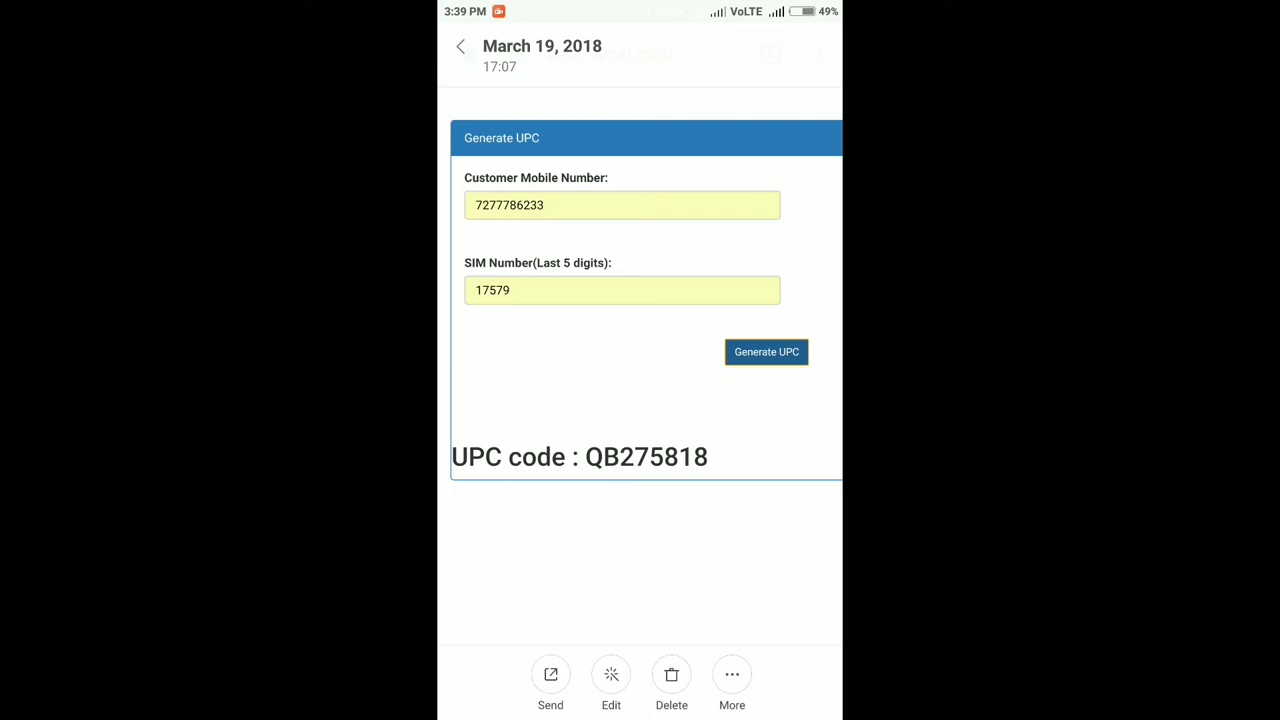 3:39 PM VoLTE 49%
March 19, 2018
17:07
Generate UPC
Customer Mobile Number:
7277786233
SIM Number(Last 5 digits):
17579
Generate UPC
UPC code : QB275818
Send Edit Delete More